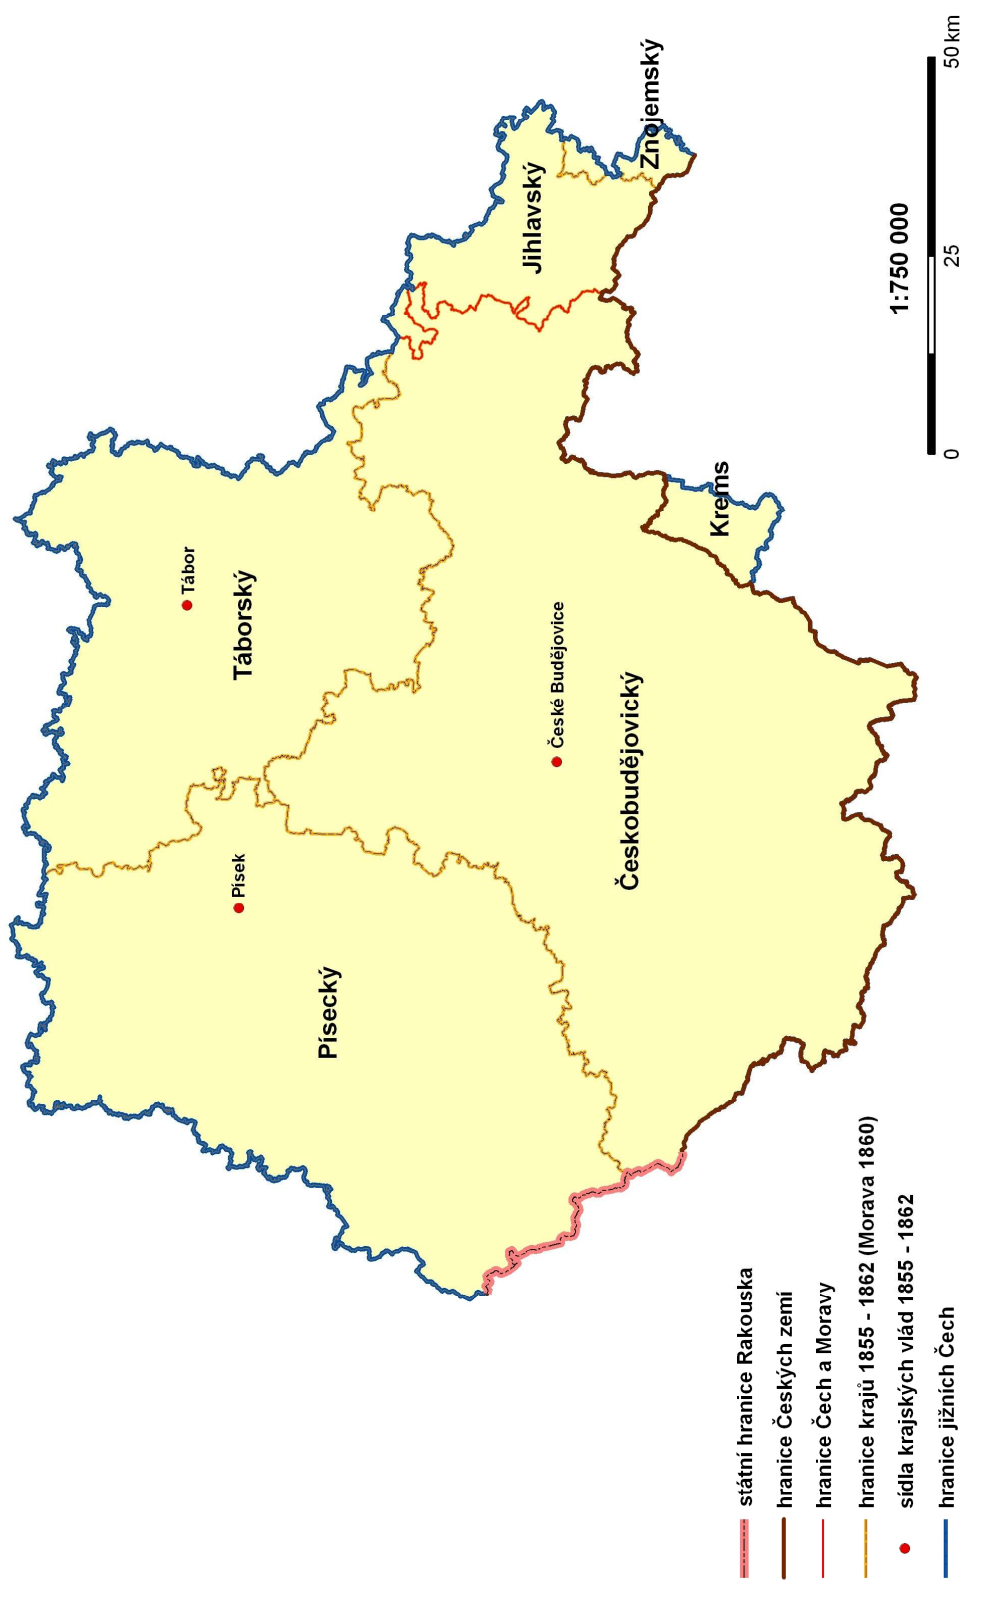 Táborský
Tábor
Písek
Písecký
České Budějovice
Českobudějovický
Jihlavský
Znojemský
Krems
státní hranice Rakouska
hranice Českých zemí
hranice Čech a Moravy
hranice krajů 1855 - 1862 (Morava 1860)
sídla krajských vlád 1855 - 1862
hranice jižních Čech
1:750 000
0 25 50 km